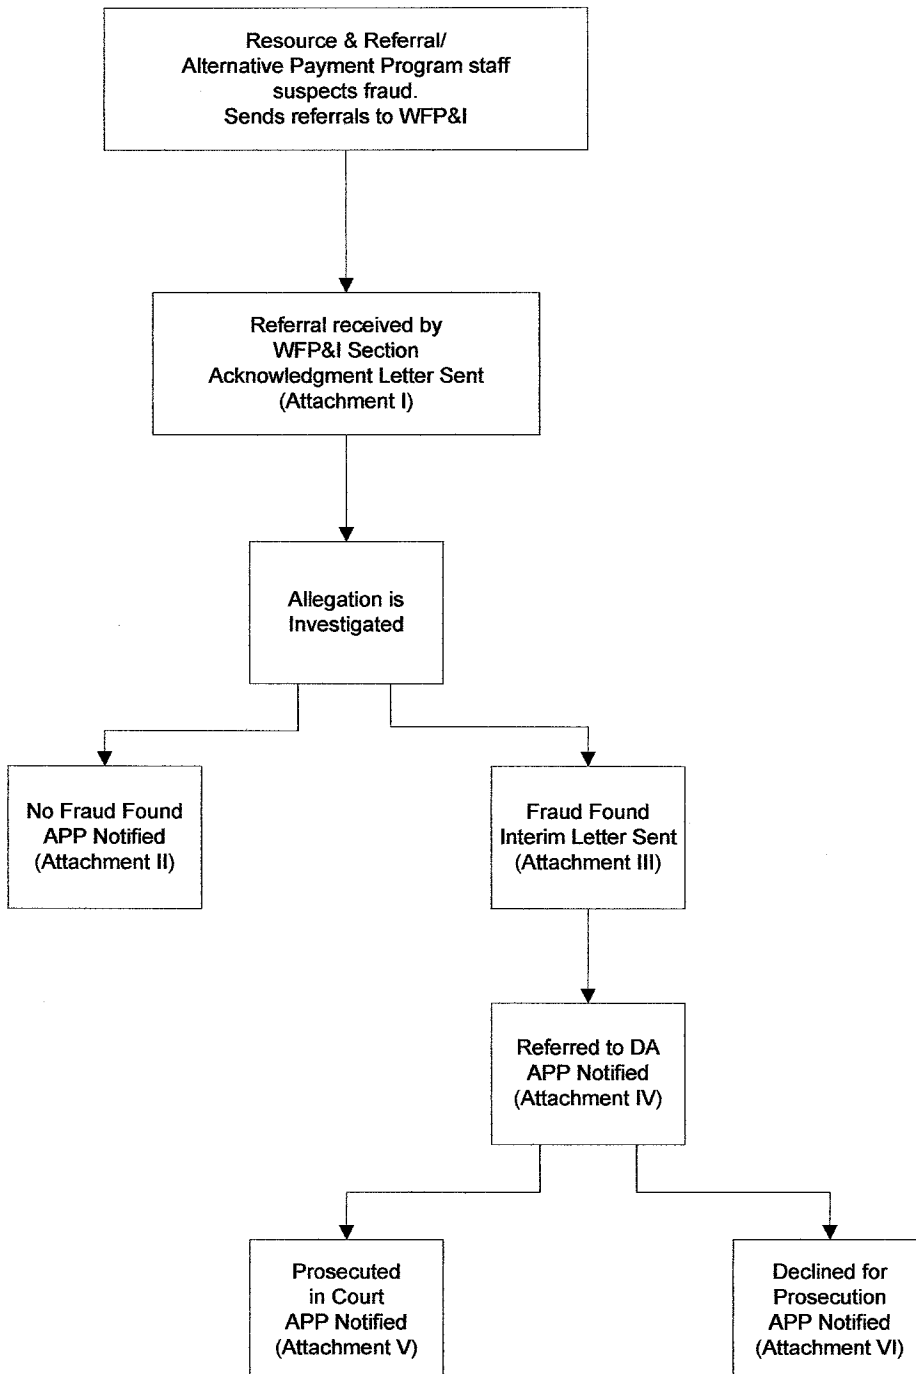 Resource & Referral/
Alternative Payment Program staff
suspects fraud.
Sends referrals to WFP&I
Referral received by
WFP&I Section
Acknowledgment Letter Sent
(Attachment I)
Allegation is
Investigated
No Fraud Found
APP Notified
(Attachment II)
Fraud Found
Interim Letter Sent
(Attachment III)
Referred to DA
APP Notified
(Attachment IV)
Prosecuted
in Court
APP Notified
(Attachment V)
Declined for
Prosecution
APP Notified
(Attachment VI)